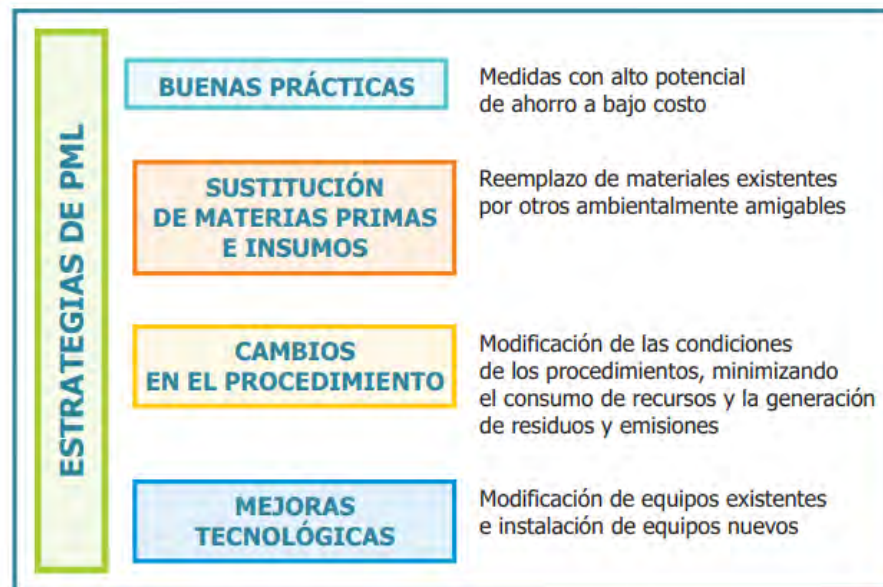 ESTRATEGIAS DE PML
BUENAS PRÁCTICAS
Medidas con alto potencial
de ahorro a bajo costo
SUSTITUCIÓN
DE MATERIAS PRIMAS
E INSUMOS
Reemplazo de materiales existentes
por otros ambientalmente amigables
CAMBIOS
EN EL PROCEDIMIENTO
Modificación de las condiciones
de los procedimientos, minimizando
el consumo de recursos y la generación
de residuos y emisiones
MEJORAS
TECNOLÓGICAS
Modificación de equipos existentes
e instalación de equipos nuevos